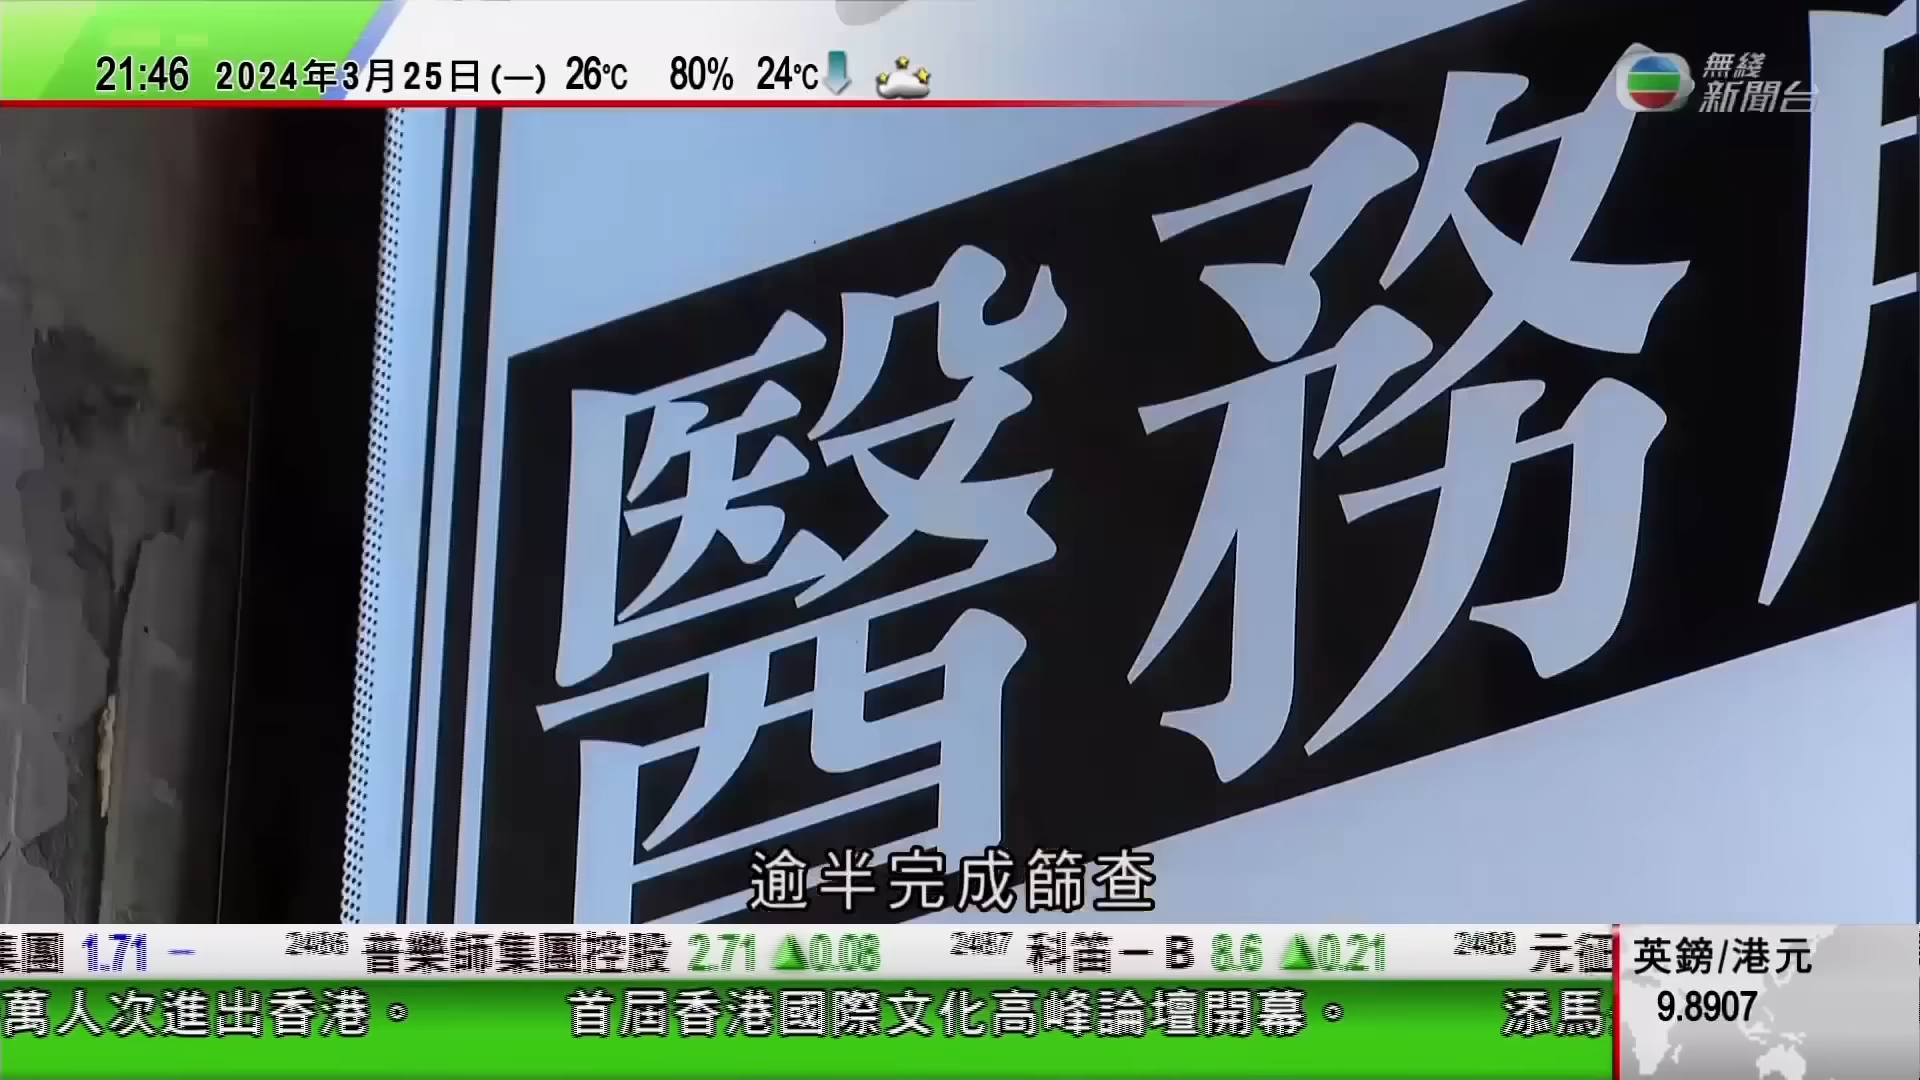 21:46 2024年3月25日(一) 26℃ 80% 24℃
無綫
新聞台
醫務
逾半完成篩查
集團 1.71 － 2486 普樂師集團控股 2.71 ▲0.08 2487 科笛－B 8.6 ▲0.21 2488 元征
英鎊/港元
9.8907
萬人次進出香港。 首屆香港國際文化高峰論壇開幕。 添馬